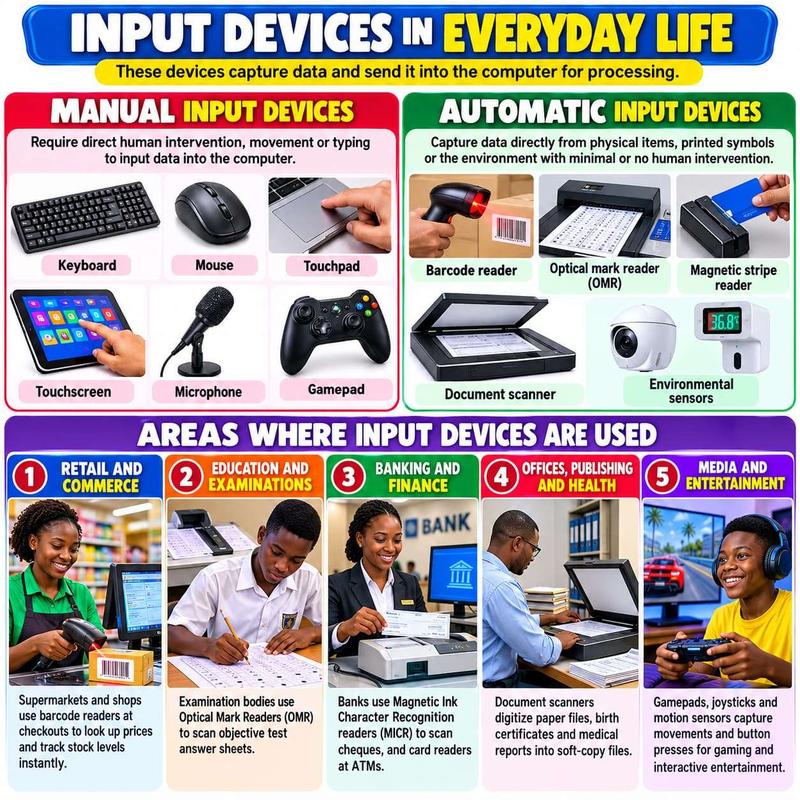 INPUT DEVICES IN EVERYDAY LIFE
These devices capture data and send it into the computer for processing.
MANUAL INPUT DEVICES
Require direct human intervention, movement or typing
to input data into the computer.
Keyboard
Mouse
Touchpad
Touchscreen
Microphone
Gamepad
AUTOMATIC INPUT DEVICES
Capture data directly from physical items, printed symbols
or the environment with minimal or no human intervention.
Barcode reader
Optical mark reader
(OMR)
Magnetic stripe
reader
Document scanner
36.8°c
Environmental
sensors
AREAS WHERE INPUT DEVICES ARE USED
1 RETAIL AND
COMMERCE
Supermarkets and shops
use barcode readers at
checkouts to look up prices
and track stock levels
instantly.
2 EDUCATION AND
EXAMINATIONS
Examination bodies use
Optical Mark Readers (OMR)
to scan objective test
answer sheets.
3 BANKING AND
FINANCE
BANK
Banks use Magnetic Ink
Character Recognition
readers (MICR) to scan
cheques, and card readers
at ATMs.
4 OFFICES, PUBLISHING
AND HEALTH
Document scanners
digitize paper files, birth
certificates and medical
reports into soft-copy files.
5 MEDIA AND
ENTERTAINMENT
Gamepads, joysticks and
motion sensors capture
movements and button
presses for gaming and
interactive entertainment.